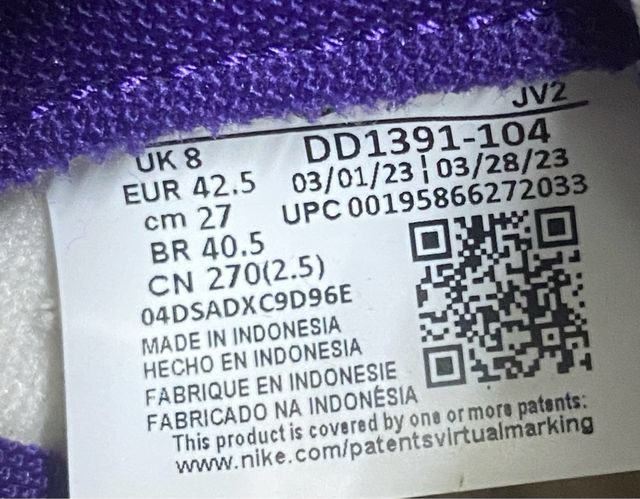 JV2
UK 8 DD1391-104
EUR 42.5 03/01/23 ¦ 03/28/23
cm 27 UPC 00195866272033
BR 40.5
CN 270(2.5)
04DSADXC9D96E
MADE IN INDONESIA
HECHO EN INDONESIA
FABRIQUE EN INDONESIE
FABRICADO NA INDONÉSIA
This product is covered by one or more patents:
www.nike.com/patentsvirtualmarking